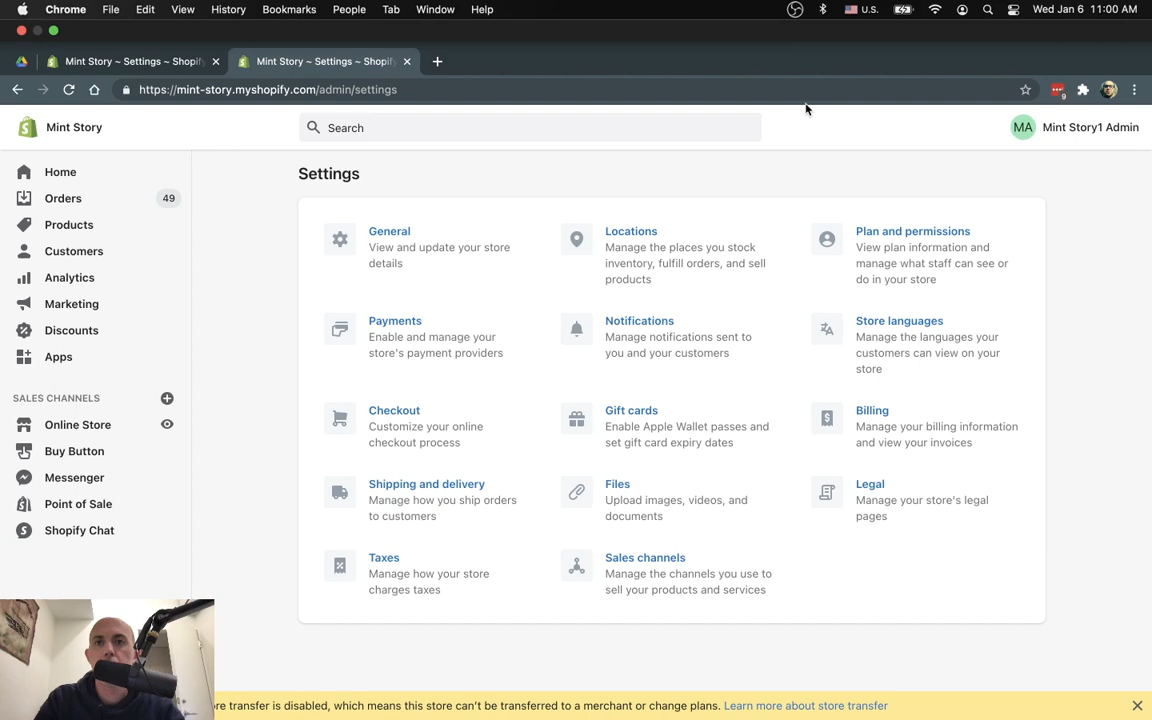 Chrome File Edit View History Bookmarks People Tab Window Help U.S. Wed Jan 6 11:00 AM
Mint Story ~ Settings ~ Shopify Mint Story ~ Settings ~ Shopify
https://mint-story.myshopify.com/admin/settings 9
Mint Story
Search
MA Mint Story1 Admin
Home
Orders 49
Products
Customers
Analytics
Marketing
Discounts
Apps
SALES CHANNELS
Online Store
Buy Button
Messenger
Point of Sale
Shopify Chat
Settings
General
View and update your store
details
Locations
Manage the places you stock
inventory, fulfill orders, and sell
products
Plan and permissions
View plan information and
manage what staff can see or
do in your store
Payments
Enable and manage your
store's payment providers
Notifications
Manage notifications sent to
you and your customers
Store languages
Manage the languages your
customers can view on your
store
Checkout
Customize your online
checkout process
Gift cards
Enable Apple Wallet passes and
set gift card expiry dates
Billing
Manage your billing information
and view your invoices
Shipping and delivery
Manage how you ship orders
to customers
Files
Upload images, videos, and
documents
Legal
Manage your store's legal
pages
Taxes
Manage how your store
charges taxes
Sales channels
Manage the channels you use to
sell your products and services
re transfer is disabled, which means this store can't be transferred to a merchant or change plans. Learn more about store transfer